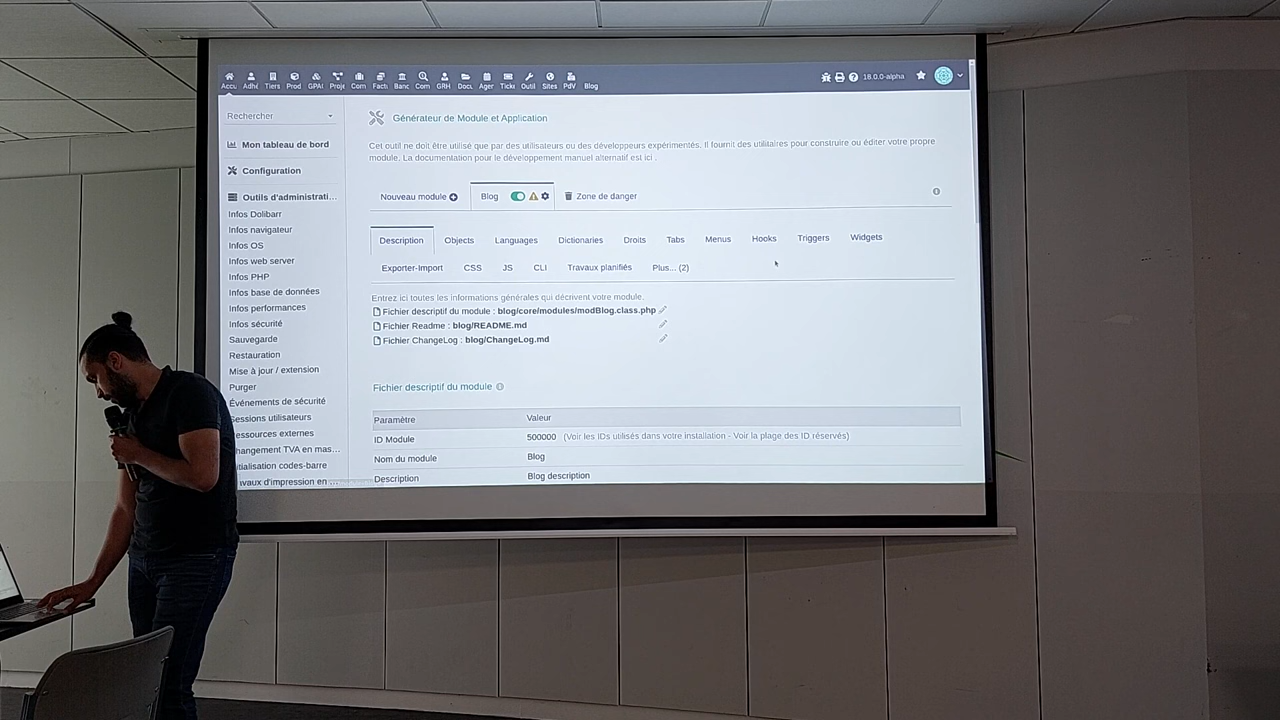 Accu Adhé Tiers Prod GPAI Proje Com Factu Banc Com GRH Docu Agen Ticke Outil Sites PdV Blog
18.0.0-alpha
Rechercher
Mon tableau de bord
Configuration
Outils d'administrati...
Infos Dolibarr
Infos navigateur
Infos OS
Infos web server
Infos PHP
Infos base de données
Infos performances
Infos sécurité
Sauvegarde
Restauration
Mise à jour / extension
Purger
Événements de sécurité
Sessions utilisateurs
essources externes
hangement TVA en mas...
itialisation codes-barre
avaux d'impression en ...
Générateur de Module et Application
Cet outil ne doit être utilisé que par des utilisateurs ou des développeurs expérimentés. Il fournit des utilitaires pour construire ou éditer votre propre
module. La documentation pour le développement manuel alternatif est ici .
Nouveau module Blog Zone de danger
Description Objects Languages Dictionaries Droits Tabs Menus Hooks Triggers Widgets
Exporter-Import CSS JS CLI Travaux planifiés Plus... (2)
Entrez ici toutes les informations générales qui décrivent votre module.
Fichier descriptif du module : blog/core/modules/modBlog.class.php
Fichier Readme : blog/README.md
Fichier ChangeLog : blog/ChangeLog.md
Fichier descriptif du module
Paramètre Valeur
ID Module 500000 (Voir les IDs utilisés dans votre installation - Voir la plage des ID réservés)
Nom du module Blog
Description Blog description